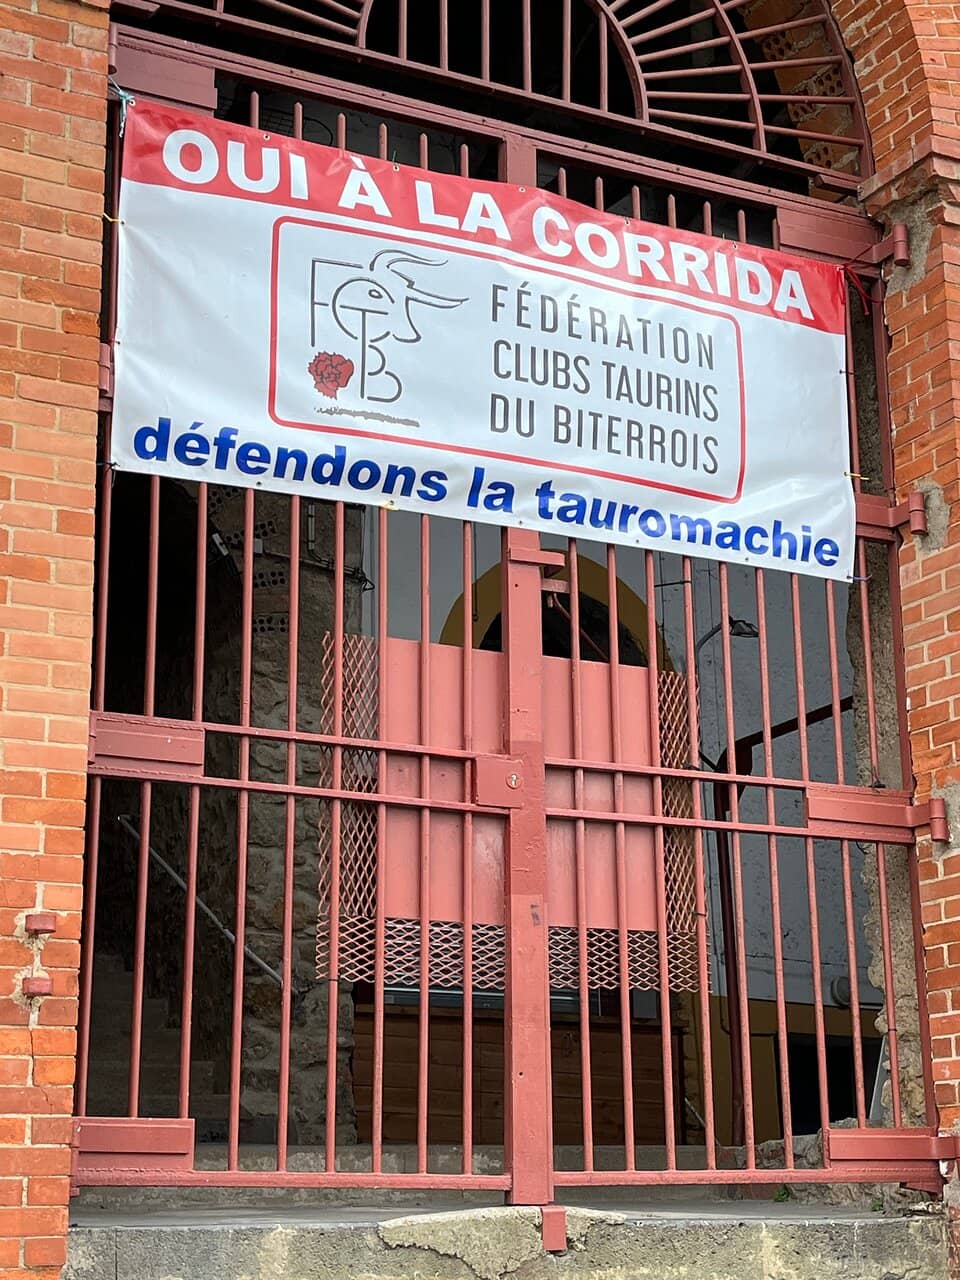 OUI À LA CORRIDA
FCTB
FÉDÉRATION
CLUBS TAURINS
DU BITERROIS
défendons la tauromachie